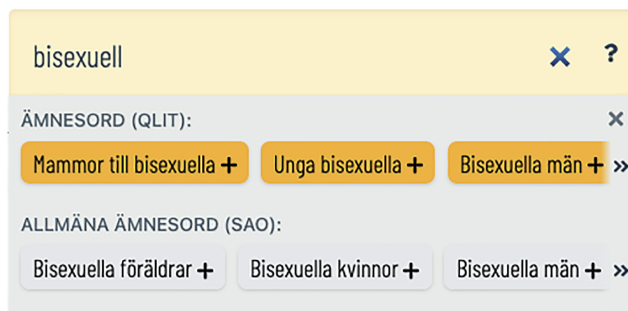 bisexuell ?
ÄMNESORD (QLIT):
Mammor till bisexuella + Unga bisexuella + Bisexuella män + »
ALLMÄNA ÄMNESORD (SAO):
Bisexuella föräldrar + Bisexuella kvinnor + Bisexuella män + »